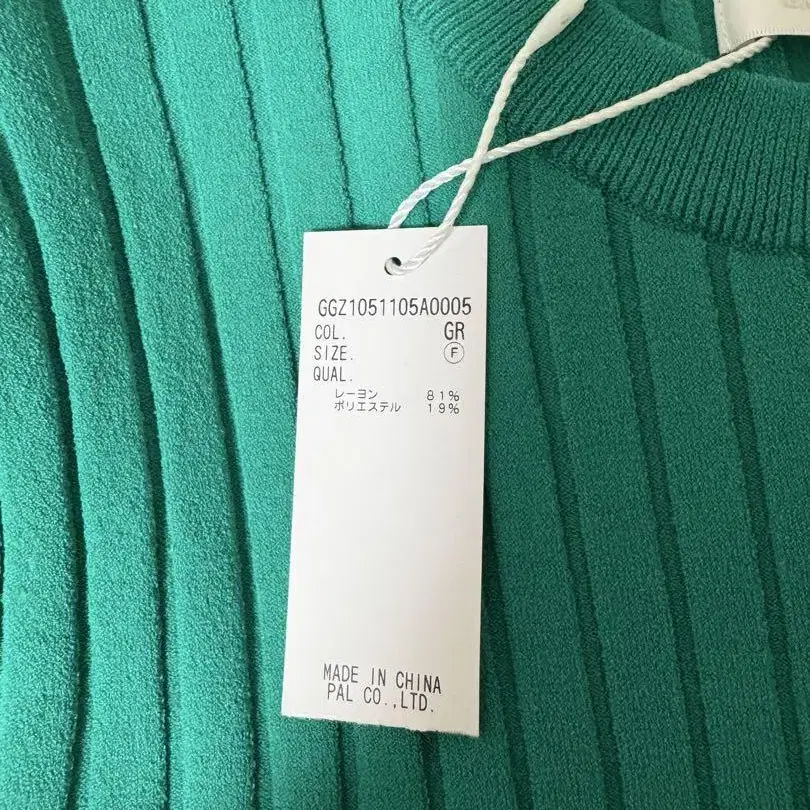 GGZ1051105A0005
COL. GR
SIZE. Ⓕ
QUAL.
レーヨン 81%
ポリエステル 19%
MADE IN CHINA
PAL CO.,LTD.